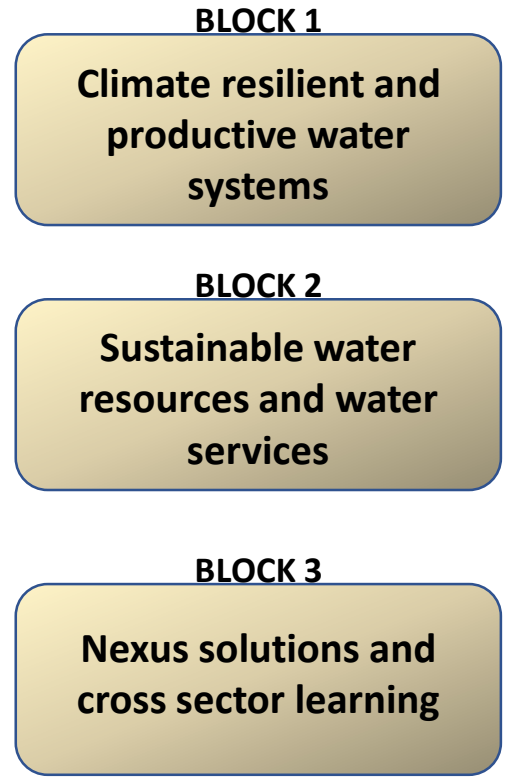 BLOCK 1
Climate resilient and
productive water
systems
BLOCK 2
Sustainable water
resources and water
services
BLOCK 3
Nexus solutions and
cross sector learning